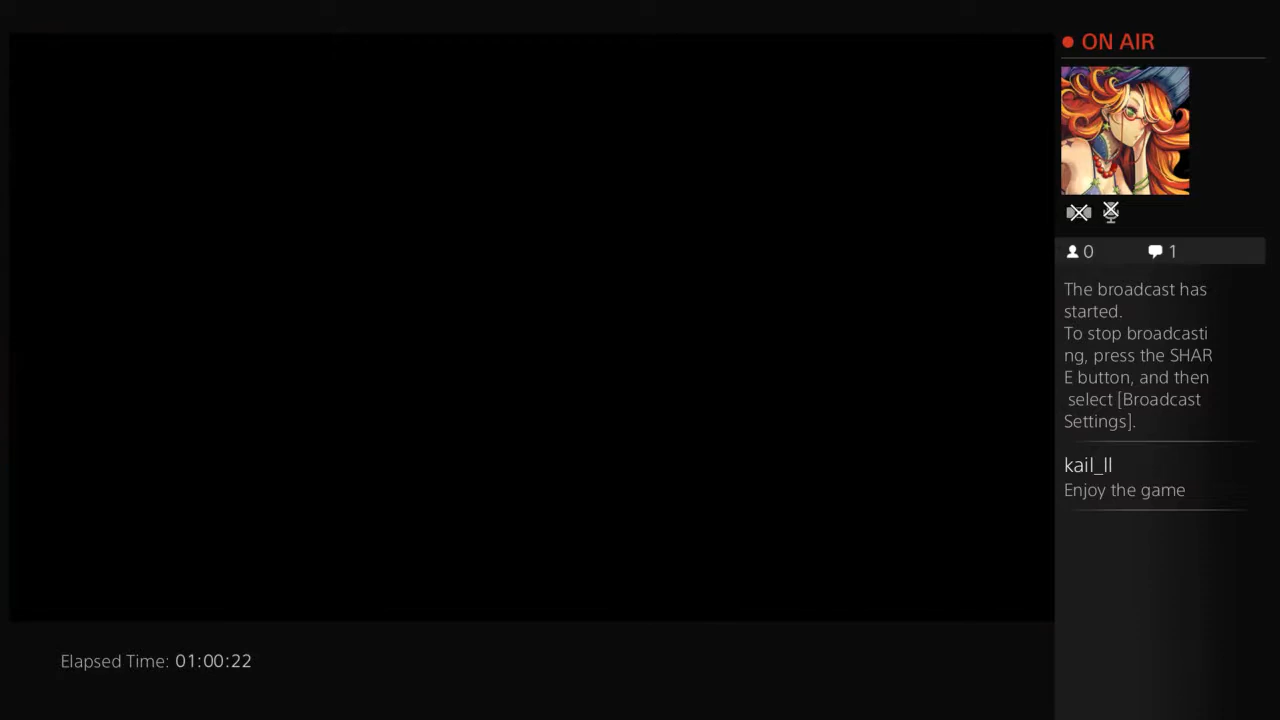 ON AIR
0 1
The broadcast has
started.
To stop broadcasti
ng, press the SHAR
E button, and then
select [Broadcast
Settings].
kail_ll
Enjoy the game
Elapsed Time: 01:00:22